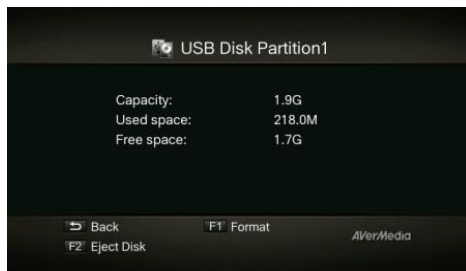 USB Disk Partition1
Capacity: 1.9G
Used space: 218.0M
Free space: 1.7G
Back F1 Format
F2 Eject Disk
AVerMedia